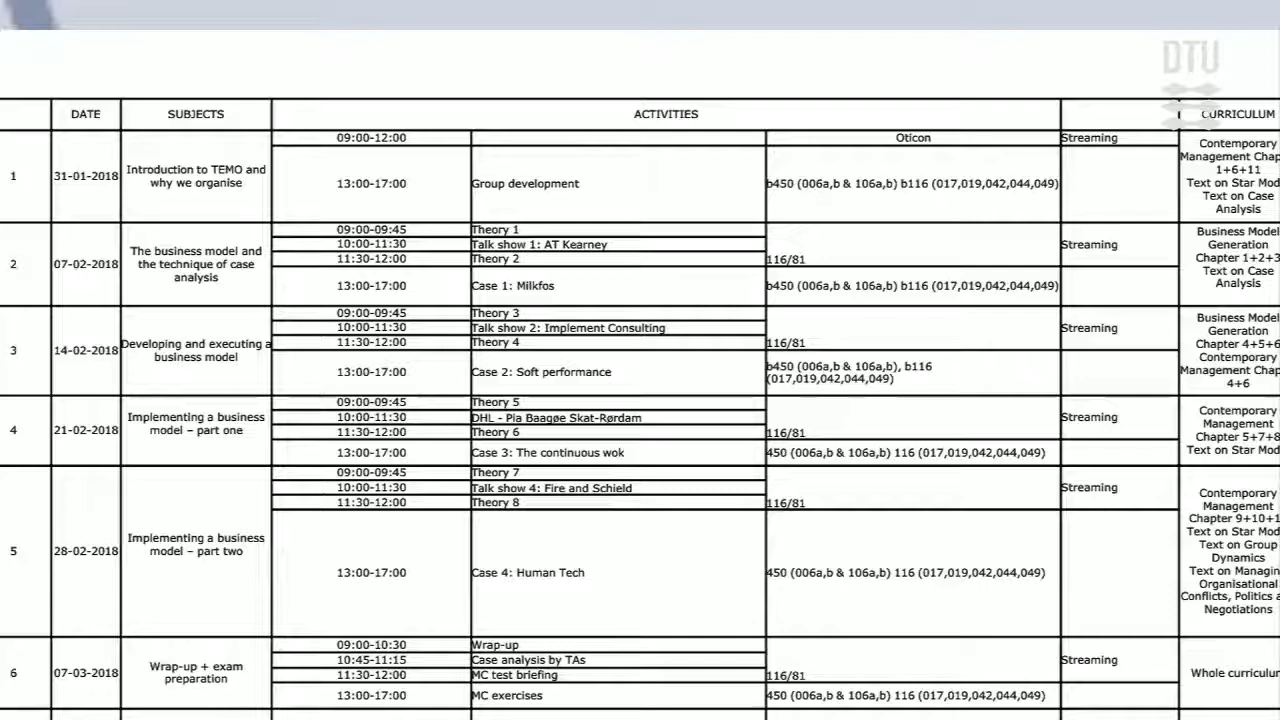 DTU
DATE SUBJECTS ACTIVITIES CURRICULUM
1 31-01-2018 Introduction to TEMO and
why we organise
09:00-12:00 Oticon Streaming
13:00-17:00 Group development b450 (006a,b & 106a,b) b116 (017,019,042,044,049)
Contemporary
Management Chap
1+6+11
Text on Star Mod
Text on Case
Analysis
2 07-02-2018 The business model and
the technique of case
analysis
09:00-09:45 Theory 1
10:00-11:30 Talk show 1: AT Kearney Streaming
11:30-12:00 Theory 2 116/81
13:00-17:00 Case 1: Milkfos b450 (006a,b & 106a,b) b116 (017,019,042,044,049)
Business Model
Generation
Chapter 1+2+3
Text on Case
Analysis
3 14-02-2018 Developing and executing a
business model
09:00-09:45 Theory 3
10:00-11:30 Talk show 2: Implement Consulting Streaming
11:30-12:00 Theory 4 116/81
13:00-17:00 Case 2: Soft performance b450 (006a,b & 106a,b), b116
(017,019,042,044,049)
Business Model
Generation
Chapter 4+5+6
Contemporary
Management Chap
4+6
4 21-02-2018 Implementing a business
model – part one
09:00-09:45 Theory 5
10:00-11:30 DHL - Pia Baagøe Skat-Rørdam Streaming
11:30-12:00 Theory 6 116/81
13:00-17:00 Case 3: The continuous wok 450 (006a,b & 106a,b) 116 (017,019,042,044,049)
Contemporary
Management
Chapter 5+7+8
Text on Star Mod
5 28-02-2018 Implementing a business
model – part two
09:00-09:45 Theory 7
10:00-11:30 Talk show 4: Fire and Schield Streaming
11:30-12:00 Theory 8 116/81
13:00-17:00 Case 4: Human Tech 450 (006a,b & 106a,b) 116 (017,019,042,044,049)
Contemporary
Management
Chapter 9+10+1
Text on Star Mod
Text on Group
Dynamics
Text on Managin
Organisational
Conflicts, Politics a
Negotiations
6 07-03-2018 Wrap-up + exam
preparation
09:00-10:30 Wrap-up
10:45-11:15 Case analysis by TAs Streaming
11:30-12:00 MC test briefing 116/81
13:00-17:00 MC exercises 450 (006a,b & 106a,b) 116 (017,019,042,044,049)
Whole curriculum